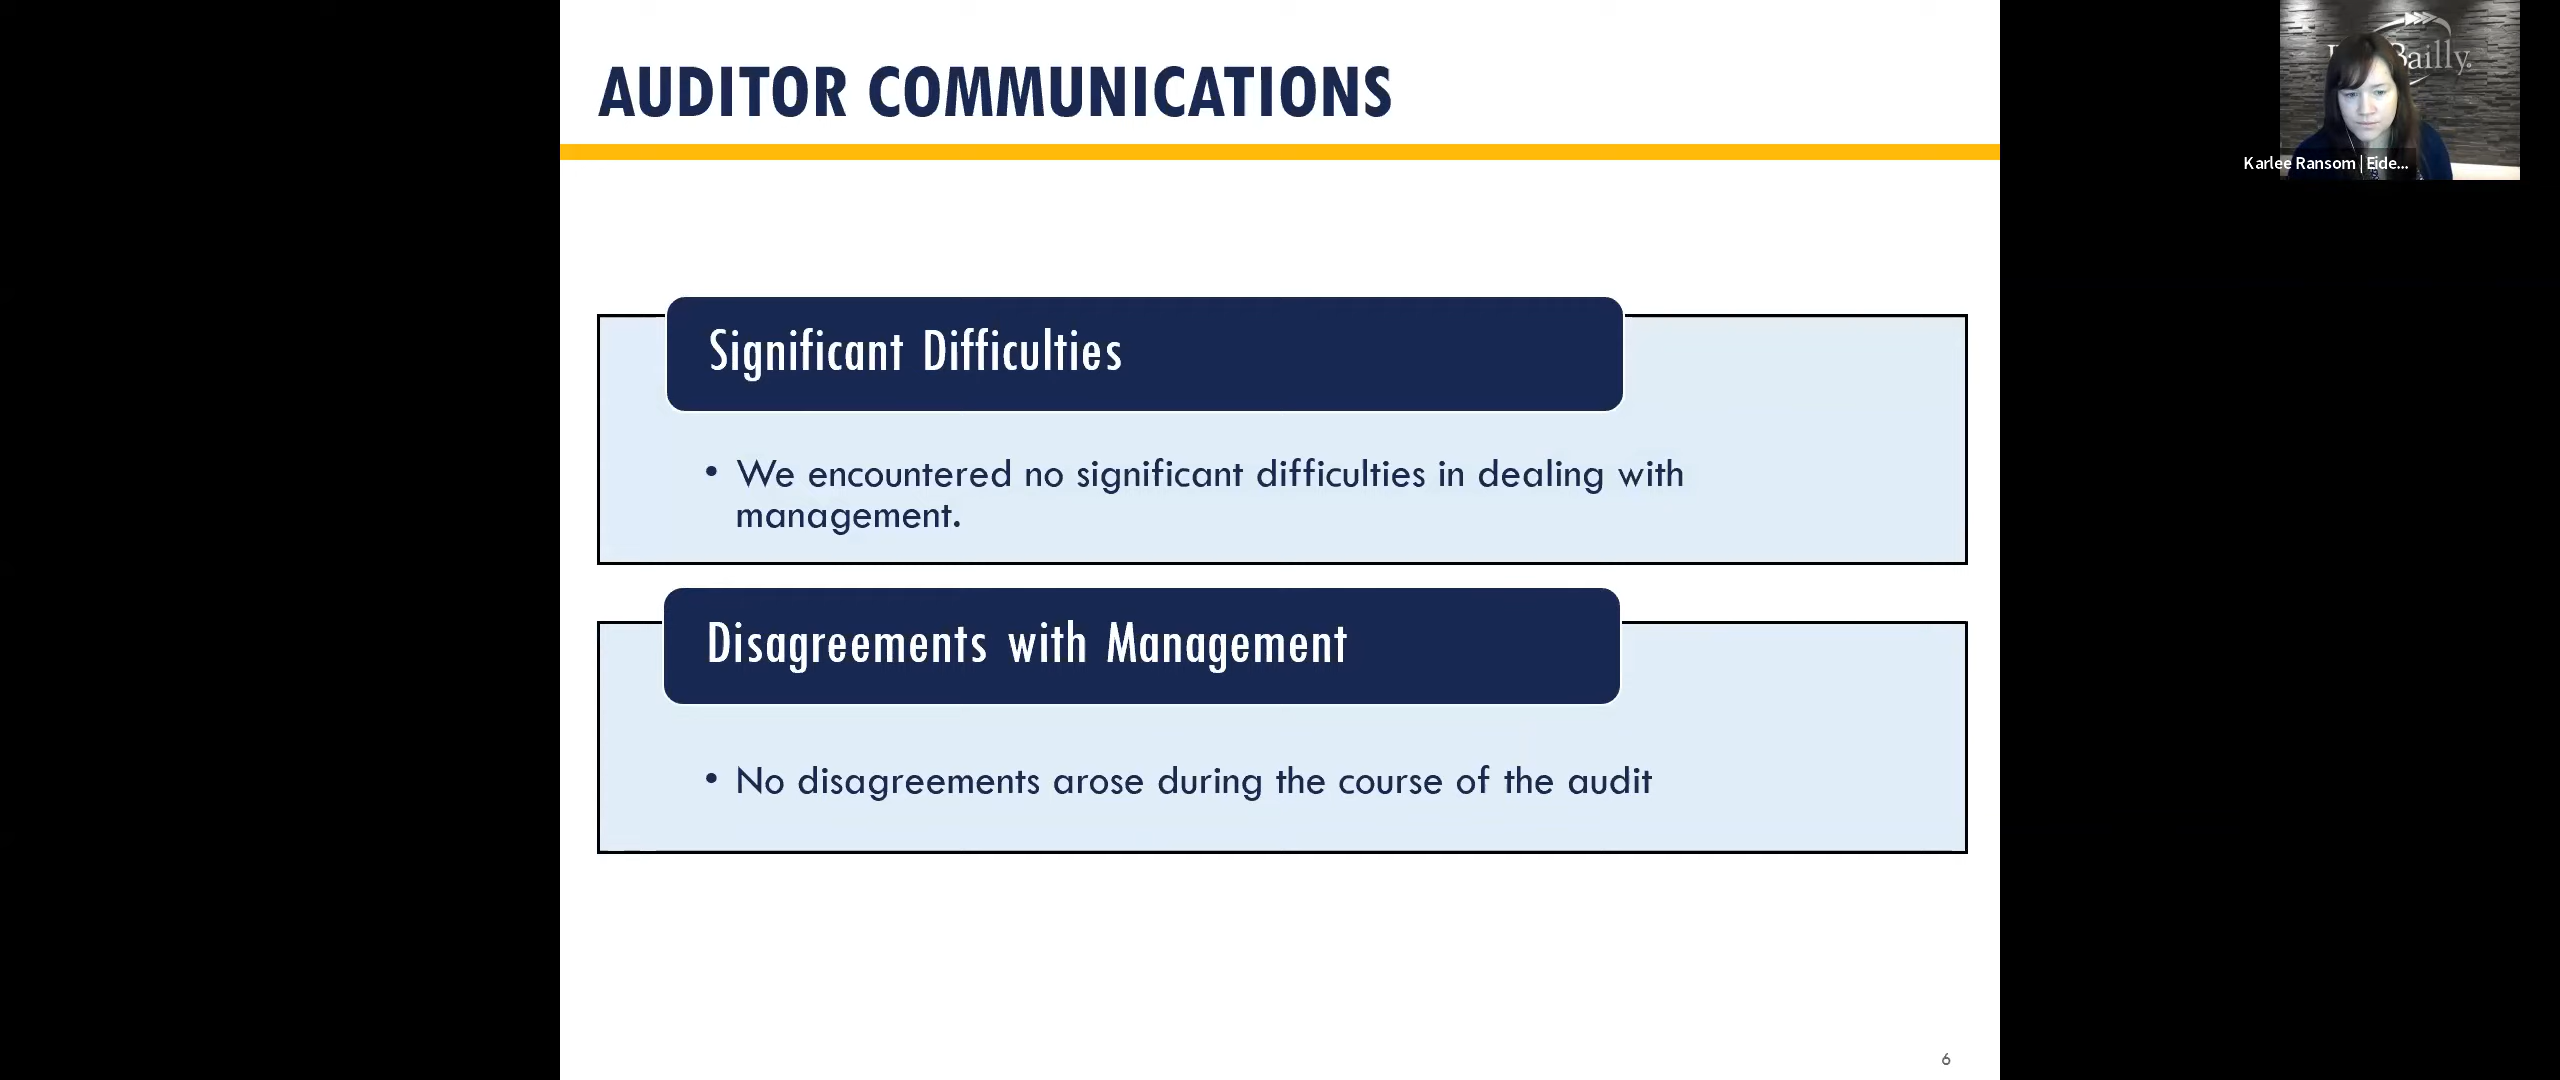 AUDITOR COMMUNICATIONS
Significant Difficulties
• We encountered no significant difficulties in dealing with
management.
Disagreements with Management
• No disagreements arose during the course of the audit
6
Bailly.
Karlee Ransom | Eide...